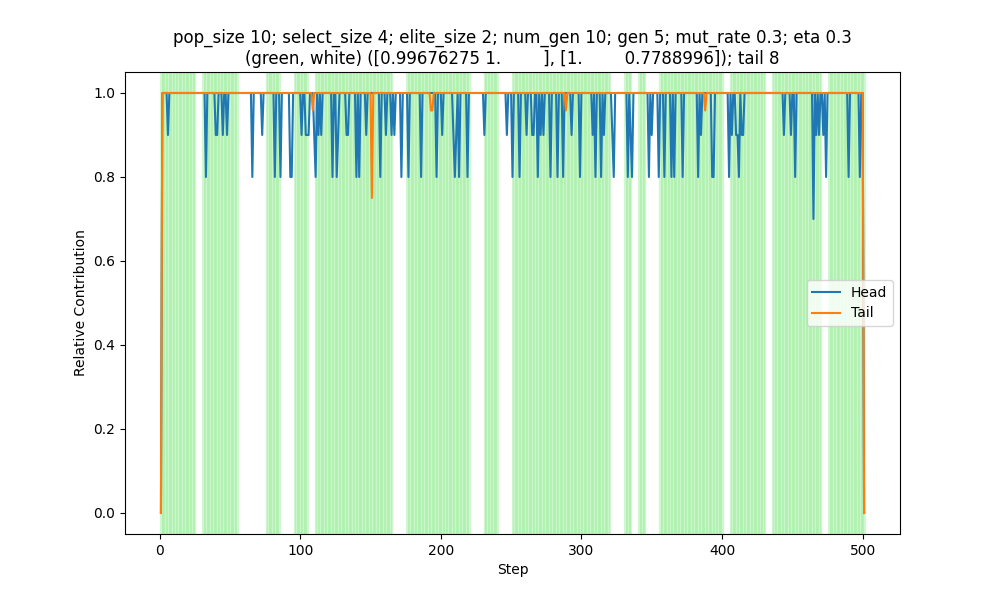 pop_size 10; select_size 4; elite_size 2; num_gen 10; gen 5; mut_rate 0.3; eta 0.3
(green, white) ([0.99676275 1.        ], [1.        0.7788996]); tail 8
1.0
0.8
0.6
0.4
0.2
0.0
Relative Contribution
Head
Tail
0 100 200 300 400 500
Step